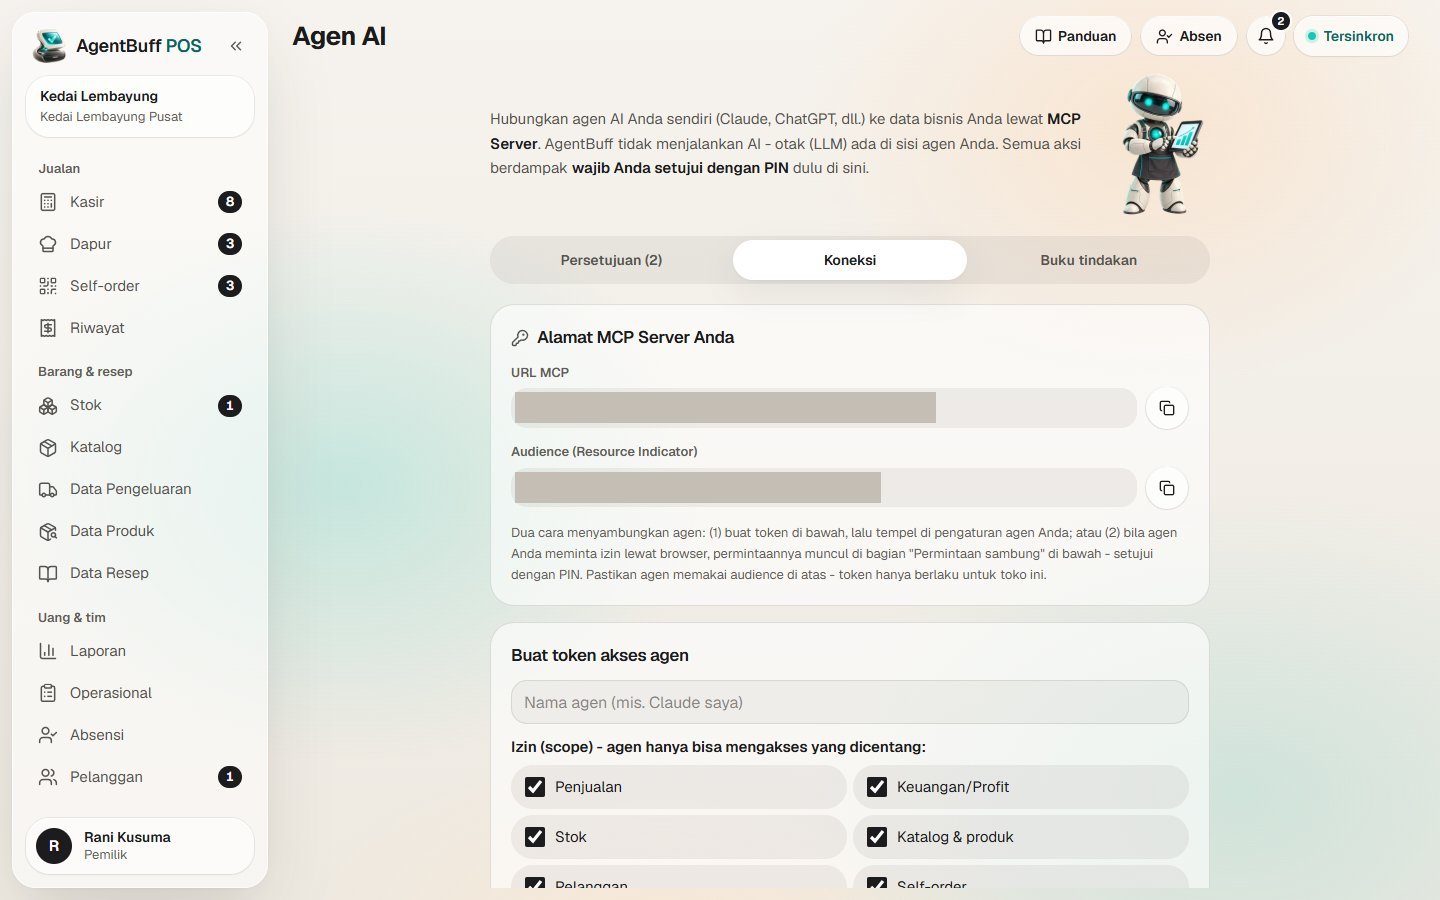 AgentBuff POS
Kedai Lembayung
Kedai Lembayung Pusat
Jualan
Kasir 8
Dapur 3
Self-order 3
Riwayat
Barang & resep
Stok 1
Katalog
Data Pengeluaran
Data Produk
Data Resep
Uang & tim
Laporan
Operasional
Absensi
Pelanggan 1
R
Rani Kusuma
Pemilik
Agen AI
Panduan
Absen
2
Tersinkron
Hubungkan agen AI Anda sendiri (Claude, ChatGPT, dll.) ke data bisnis Anda lewat MCP
Server. AgentBuff tidak menjalankan AI - otak (LLM) ada di sisi agen Anda. Semua aksi
berdampak wajib Anda setujui dengan PIN dulu di sini.
Persetujuan (2)
Koneksi
Buku tindakan
Alamat MCP Server Anda
URL MCP
Audience (Resource Indicator)
Dua cara menyambungkan agen: (1) buat token di bawah, lalu tempel di pengaturan agen Anda; atau (2) bila agen
Anda meminta izin lewat browser, permintaannya muncul di bagian "Permintaan sambung" di bawah - setujui
dengan PIN. Pastikan agen memakai audience di atas - token hanya berlaku untuk toko ini.
Buat token akses agen
Nama agen (mis. Claude saya)
Izin (scope) - agen hanya bisa mengakses yang dicentang:
Penjualan
Keuangan/Profit
Stok
Katalog & produk
Pelanggan
Self-order